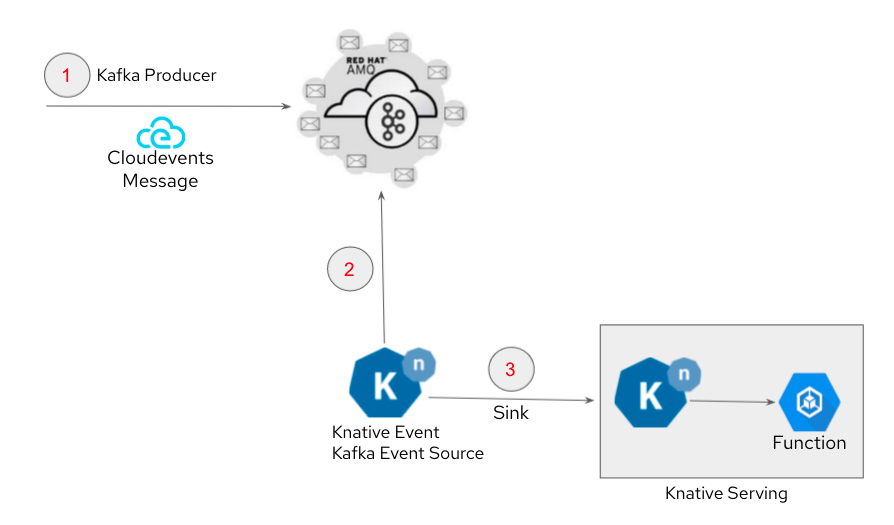 1
Kafka Producer
Cloudevents
Message
RED HAT
AMQ
2
K
n
Knative Event
Kafka Event Source
3
Sink
K
n
Function
Knative Serving